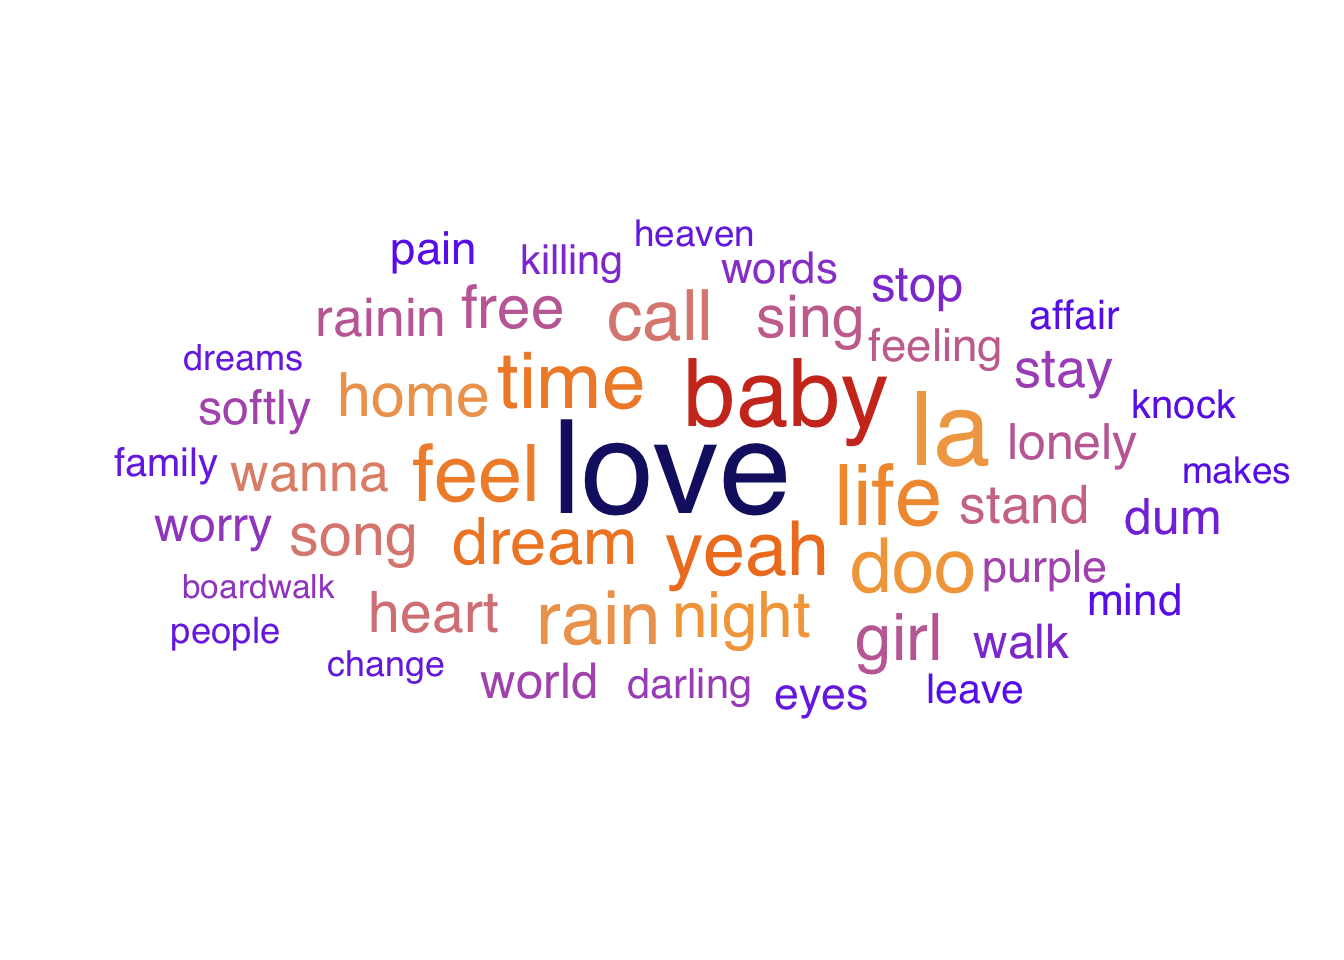 heaven
pain
killing
words
stop
rainin
free
call
sing
affair
feeling
dreams
softly
home
time
baby
stay
knock
la
lonely
family
wanna
feel
love
life
stand
makes
worry
song
dream
yeah
doo
purple
dum
boardwalk
heart
rain
night
girl
walk
mind
people
change
world
darling
eyes
leave